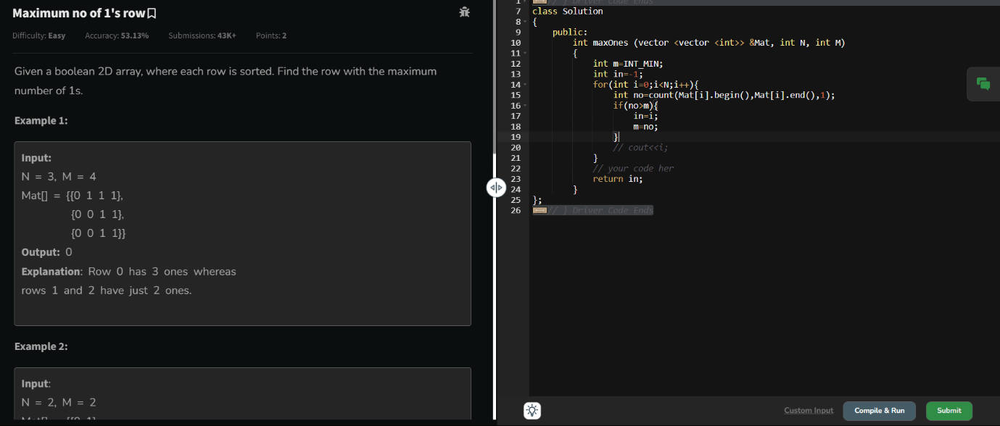 Maximum no of 1's row
Difficulty: Easy Accuracy: 53.13% Submissions: 43K+ Points: 2
Given a boolean 2D array, where each row is sorted. Find the row with the maximum
number of 1s.
Example 1:
Input:
N = 3, M = 4
Mat[] = {{0 1 1 1},
{0 0 1 1},
{0 0 1 1}}
Output: 0
Explanation: Row 0 has 3 ones whereas
rows 1 and 2 have just 2 ones.
Example 2:
Input:
N = 2, M = 2
Mat[] = {{0 1}
1 // } Driver Code Ends
7 class Solution
8 {
9 public:
10 int maxOnes (vector <vector <int>> &Mat, int N, int M)
11 {
12 int m=INT_MIN;
13 int in=-1;
14 for(int i=0;i<N;i++){
15 int no=count(Mat[i].begin(),Mat[i].end(),1);
16 if(no>m){
17 in=i;
18 m=no;
19 }
20 // cout<<i;
21 }
22 // your code her
23 return in;
24 }
25 };
26 // } Driver Code Ends
Custom Input Compile & Run Submit